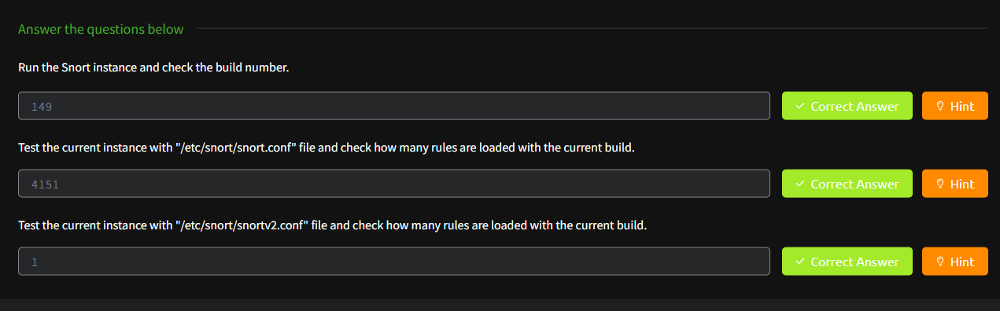 Answer the questions below
Run the Snort instance and check the build number.
149
Correct Answer
Hint
Test the current instance with "/etc/snort/snort.conf" file and check how many rules are loaded with the current build.
4151
Correct Answer
Hint
Test the current instance with "/etc/snort/snortv2.conf" file and check how many rules are loaded with the current build.
1
Correct Answer
Hint